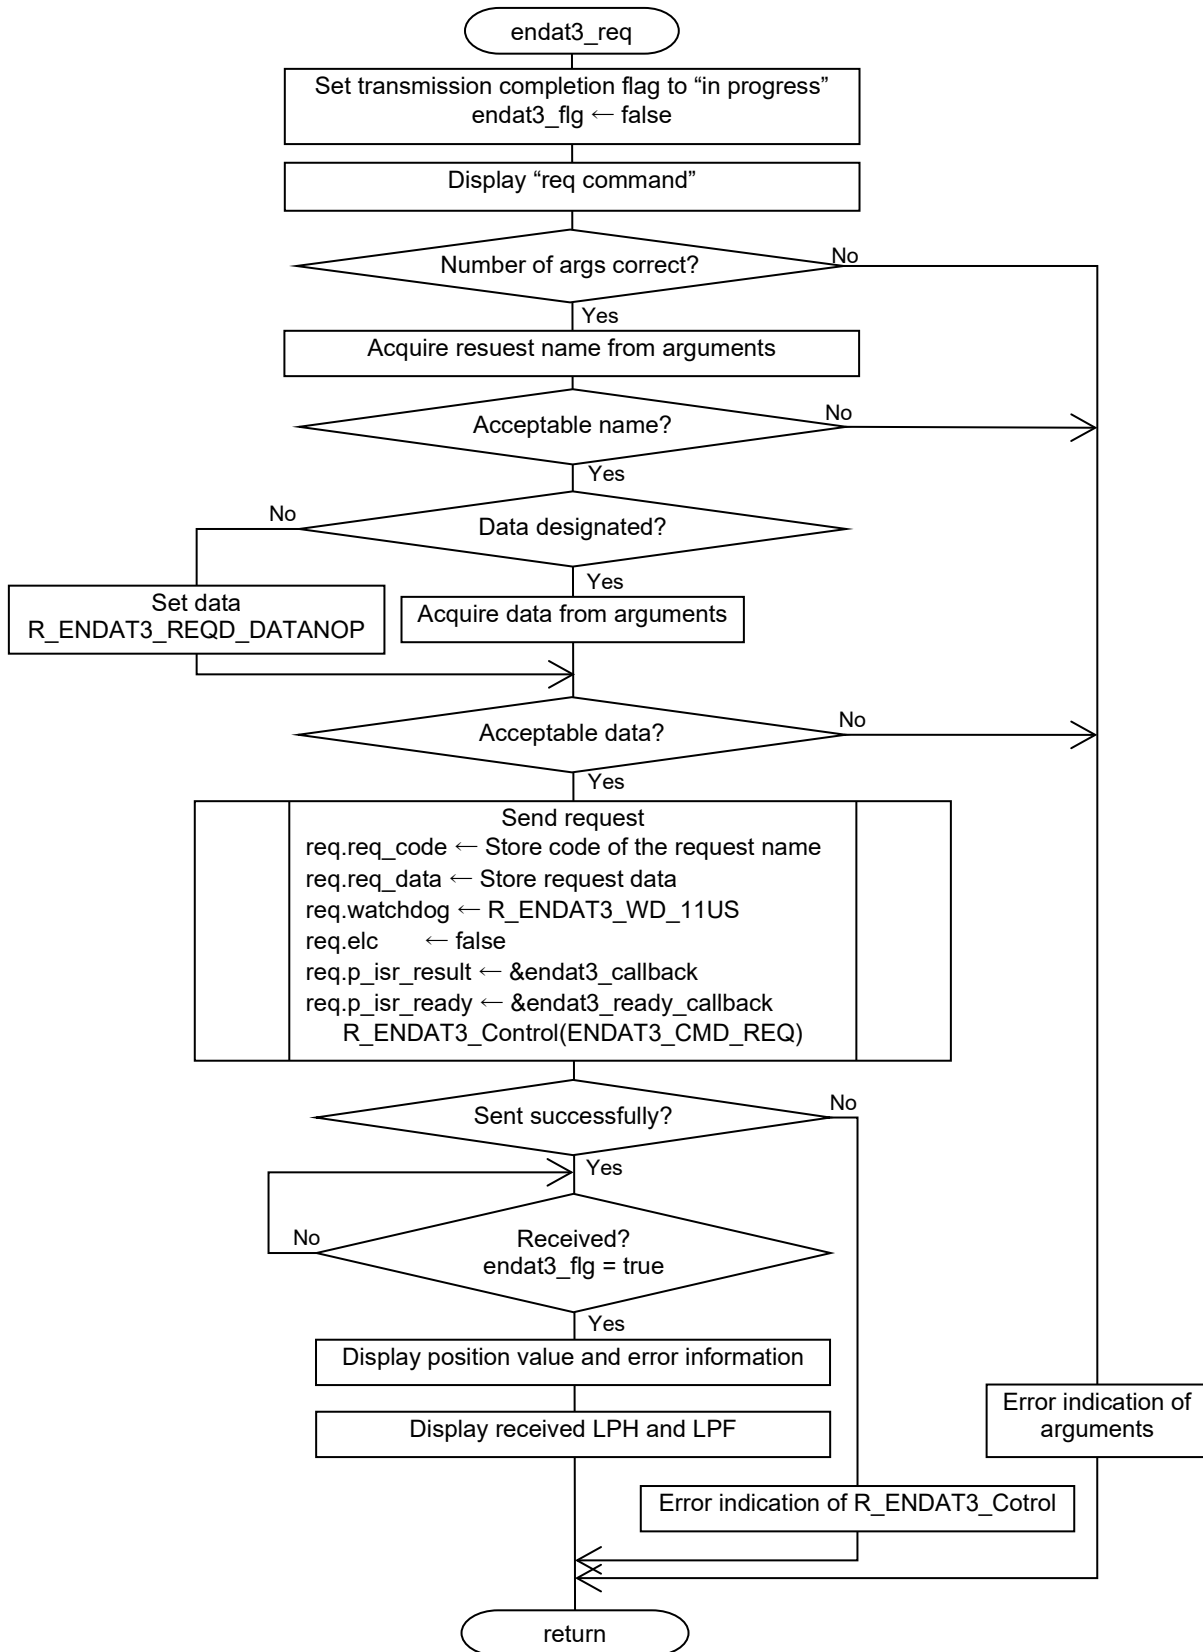 endat3_req
Set transmission completion flag to “in progress”
endat3_flg ← false
Display “req command”
Number of args correct?
No
Yes
Acquire resuest name from arguments
Acceptable name?
No
Yes
Data designated?
No
Yes
Set data
R_ENDAT3_REQD_DATANOP
Acquire data from arguments
Acceptable data?
No
Yes
Send request
req.req_code ← Store code of the request name
req.req_data ← Store request data
req.watchdog ← R_ENDAT3_WD_11US
req.elc ← false
req.p_isr_result ← &endat3_callback
req.p_isr_ready ← &endat3_ready_callback
R_ENDAT3_Control(ENDAT3_CMD_REQ)
Sent successfully?
No
Yes
Received?
endat3_flg = true
No
Yes
Display position value and error information
Display received LPH and LPF
Error indication of
arguments
Error indication of R_ENDAT3_Cotrol
return